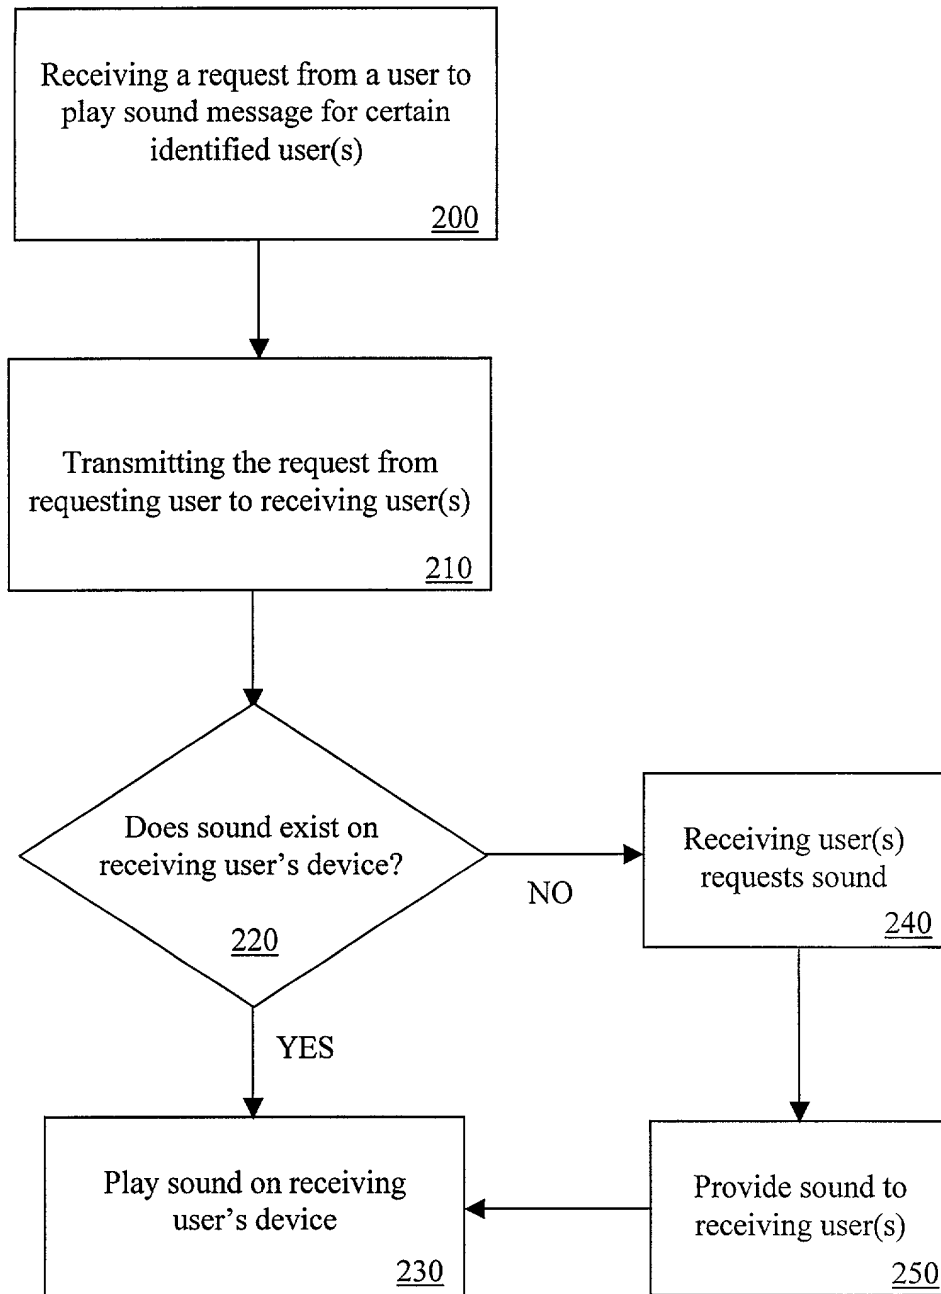 Receiving a request from a user to
play sound message for certain
identified user(s)
200
Transmitting the request from
requesting user to receiving user(s)
210
Does sound exist on
receiving user's device?
220
NO
Receiving user(s)
requests sound
240
YES
Play sound on receiving
user's device
230
Provide sound to
receiving user(s)
250